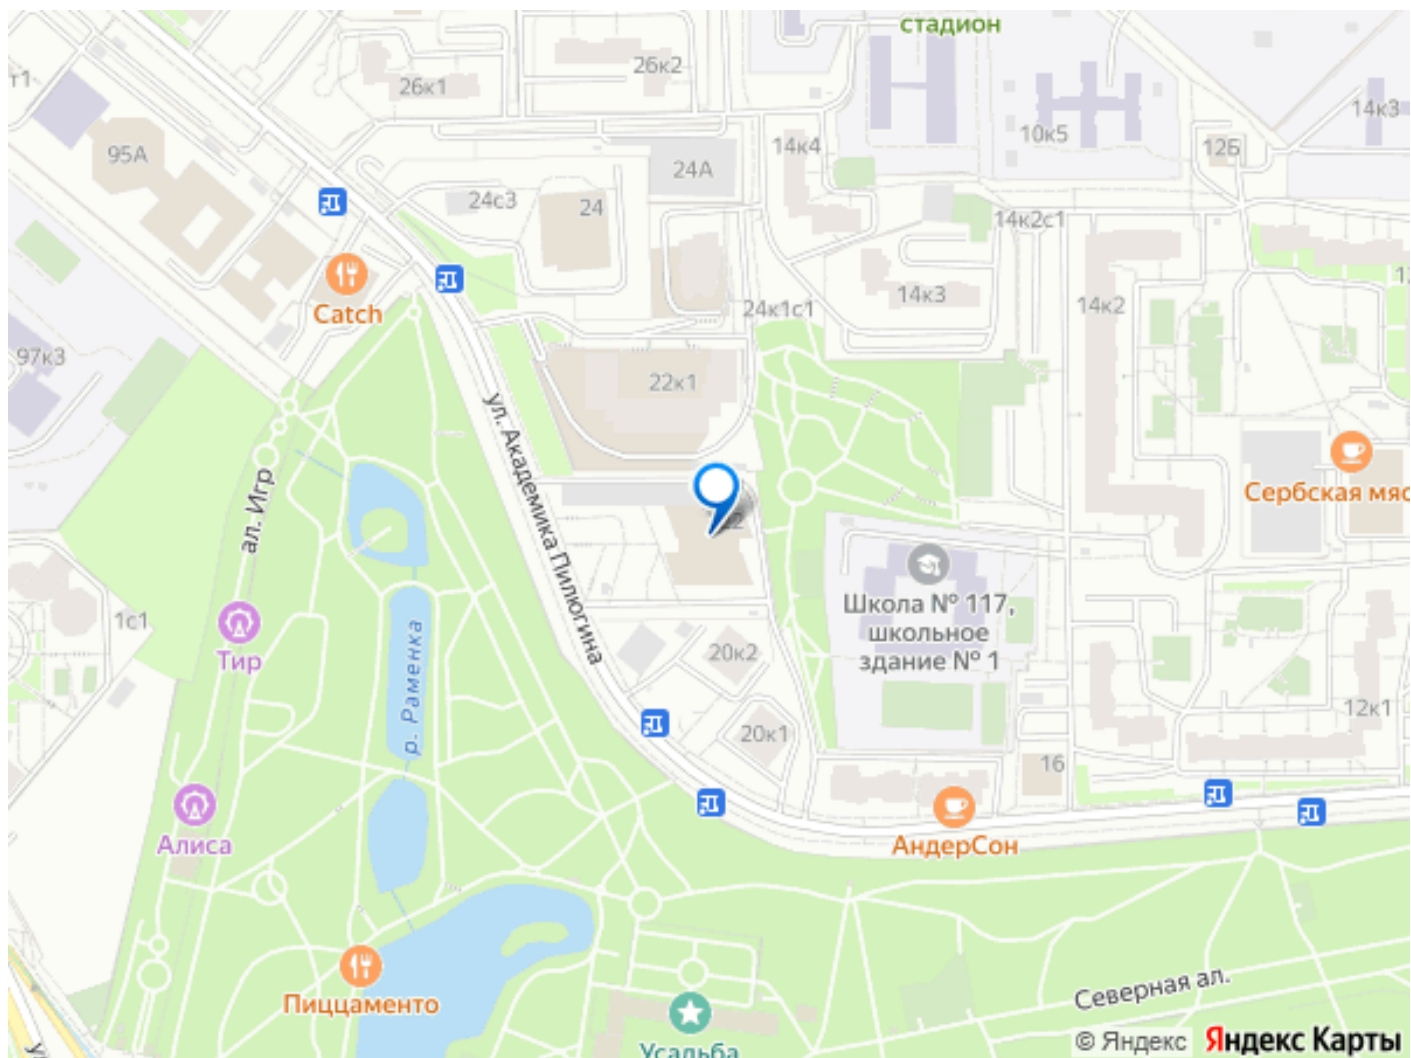 стадион
26к2
26к1
т1
14к3
10к5
95А
14к4
12Б
24А
24с3
24
14к2с1
14к3
24к1с1
14к2
Catch
97к3
22к1
ул. Академика Пилюгина
ал. Игр
Сербская мяс
Школа № 117,
школьное
здание № 1
1с1
Тир
20к2
р. Раменка
12к1
20к1
16
Алиса
АндерСон
Пиццаменто
Северная ал.
Усадьба
© Яндекс Яндекс Карты